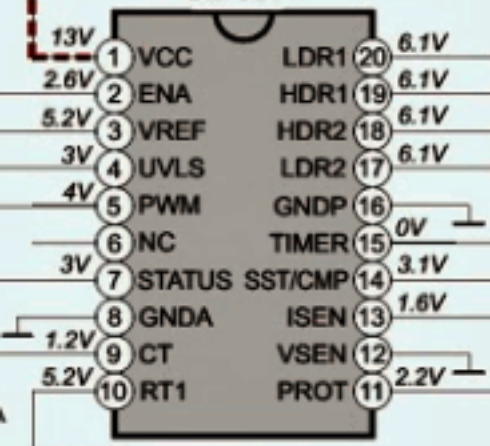 13V 1 VCC LDR1 20 6.1V
2.6V 2 ENA HDR1 19 6.1V
5.2V 3 VREF HDR2 18 6.1V
3V 4 UVLS LDR2 17 6.1V
4V 5 PWM GNDP 16
6 NC TIMER 15 0V
3V 7 STATUS SST/CMP 14 3.1V
8 GNDA ISEN 13 1.6V
1.2V 9 CT VSEN 12
5.2V 10 RT1 PROT 11 2.2V